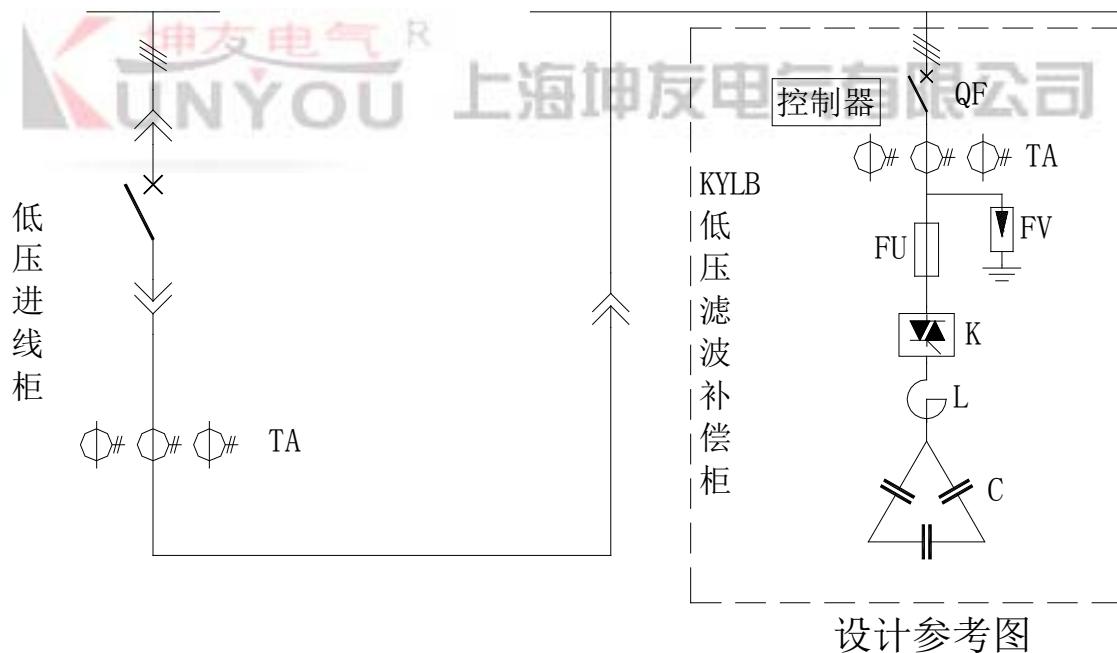 坤友电气 R
KUNYOU
上海坤友电气有限公司
控制器
QF
TA
KYLB
低压滤波补偿柜
FU
FV
K
L
C
低压进线柜
TA
设计参考图